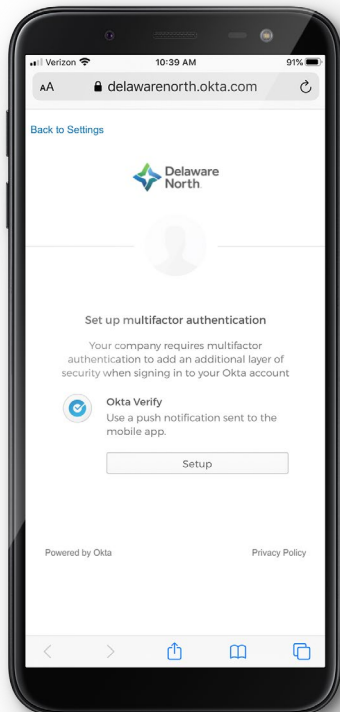 Verizon 10:39 AM 91%
AA delawarenorth.okta.com
Back to Settings
Delaware
North
Set up multifactor authentication
Your company requires multifactor
authentication to add an additional layer of
security when signing in to your Okta account
Okta Verify
Use a push notification sent to the
mobile app.
Setup
Powered by Okta Privacy Policy